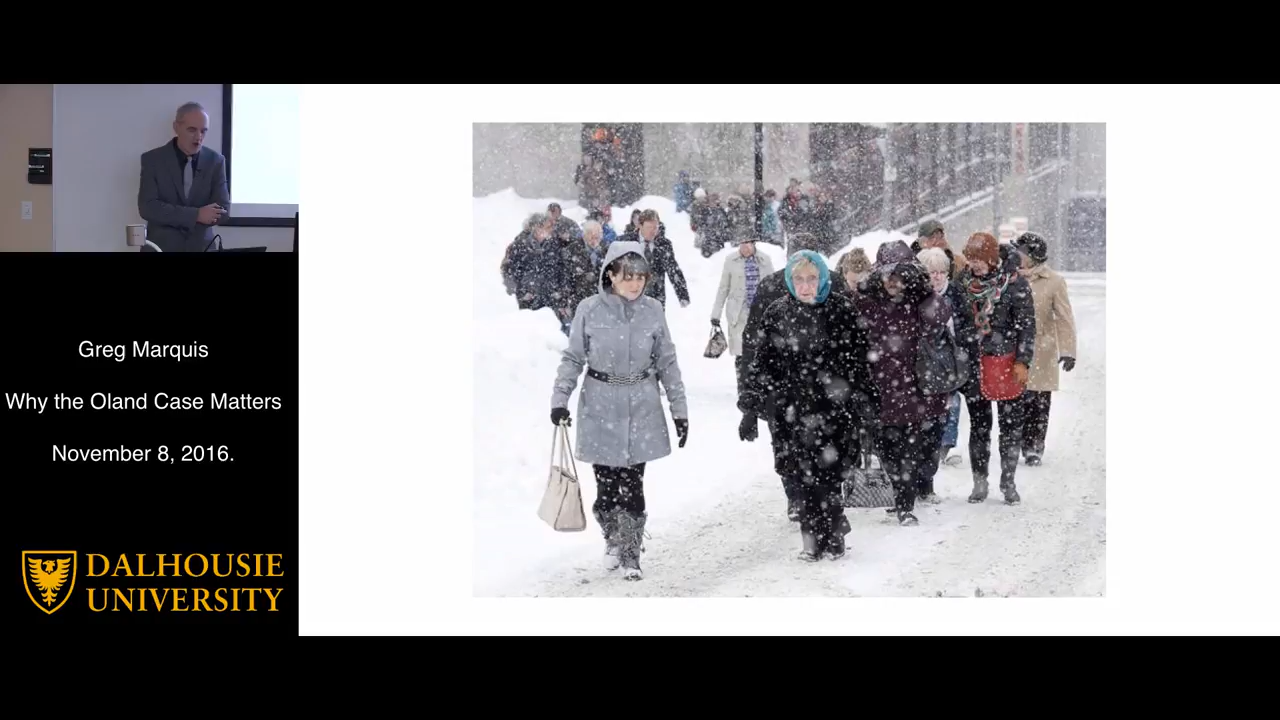 Greg Marquis
Why the Oland Case Matters
November 8, 2016.
DALHOUSIE
UNIVERSITY